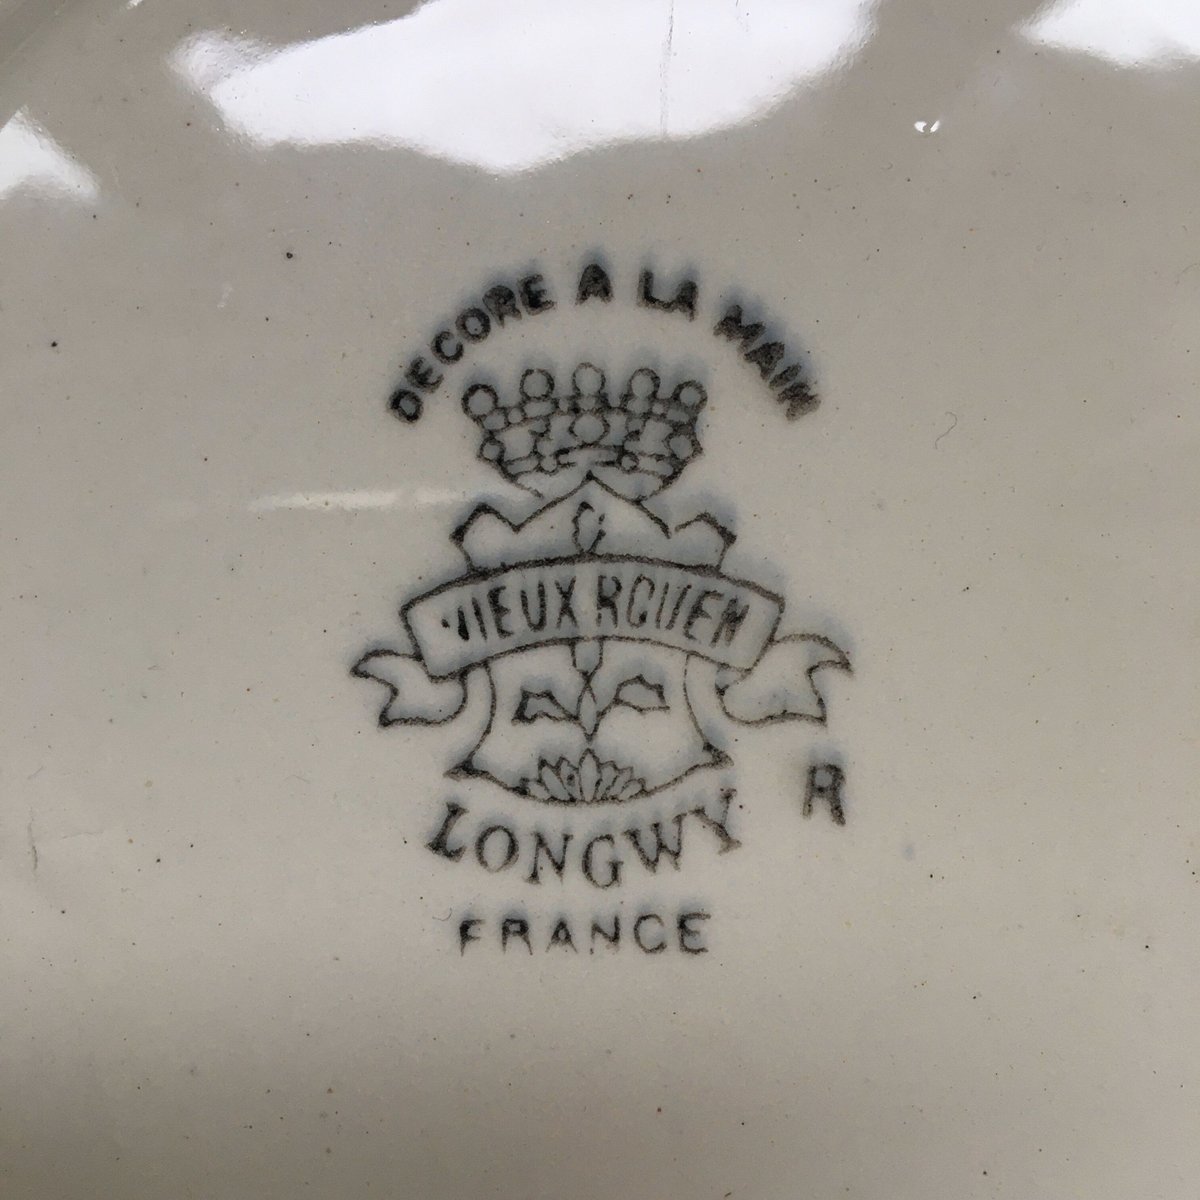 DECORE A LA MAIN
VIEUX ROUEN
R
LONGWY
FRANCE